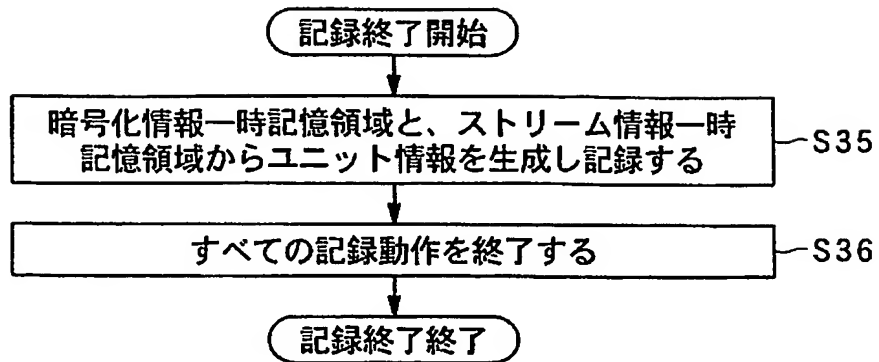 記録終了開始
暗号化情報一時記憶領域と、ストリーム情報一時
記憶領域からユニット情報を生成し記録する
S35
すべての記録動作を終了する
S36
記録終了終了